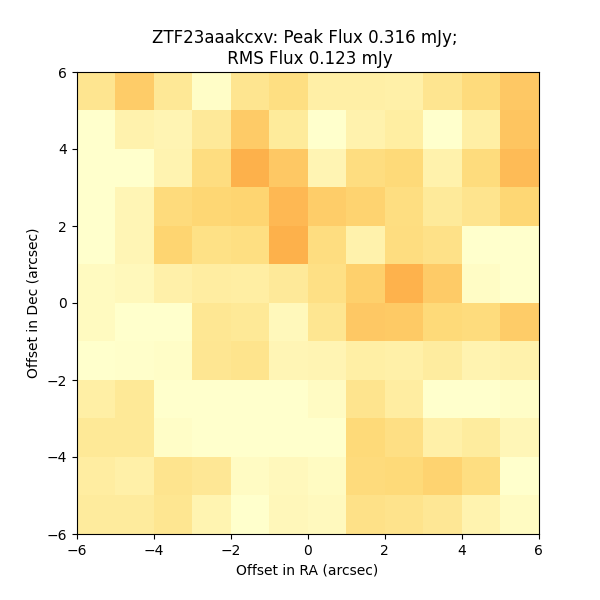 ZTF23aaakcxv: Peak Flux 0.316 mJy;
RMS Flux 0.123 mJy
6
4
2
0
−2
−4
−6
Offset in Dec (arcsec)
−6 −4 −2 0 2 4 6
Offset in RA (arcsec)